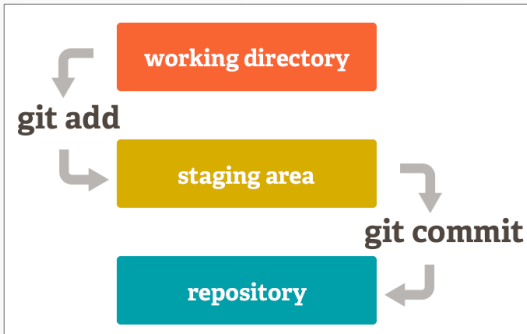 working directory
git add
staging area
git commit
repository